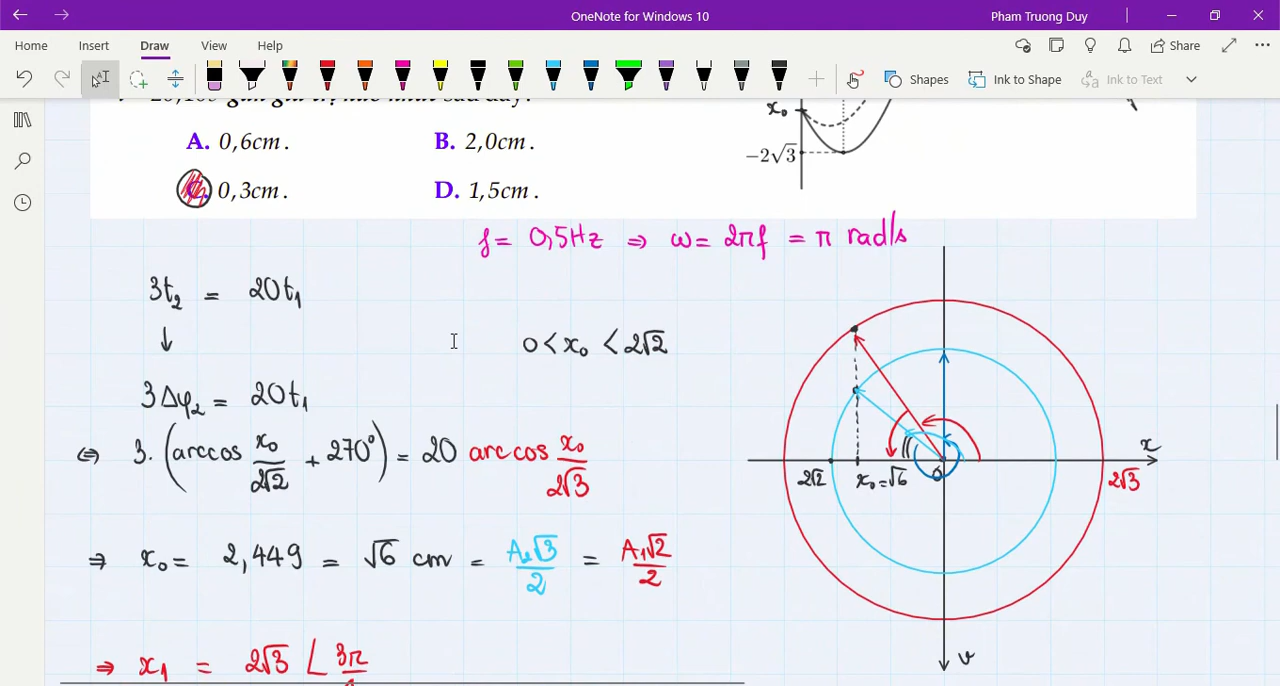 OneNote for Windows 10
Pham Truong Duy
Home Insert Draw View Help
Share
Shapes
Ink to Shape
Ink to Text
A. 0,6cm.
B. 2,0cm.
C. 0,3cm.
D. 1,5cm.
x₀
−2√3
f = 0,5Hz ⇒ ω = 2πf = π rad/s
3t₂ = 20t₁
↓
0 < x₀ < 2√2
3Δφ₂ = 20t₁
⇔ 3.(arccos x₀/2√2 + 270°) = 20 arccos x₀/2√3
⇒ x₀ = 2,449 = √6 cm = A₂√3/2 = A₁√2/2
⇒ x₁ = 2√3 ∠ 3π
x
2√2
x₀=√6
O
2√3
v